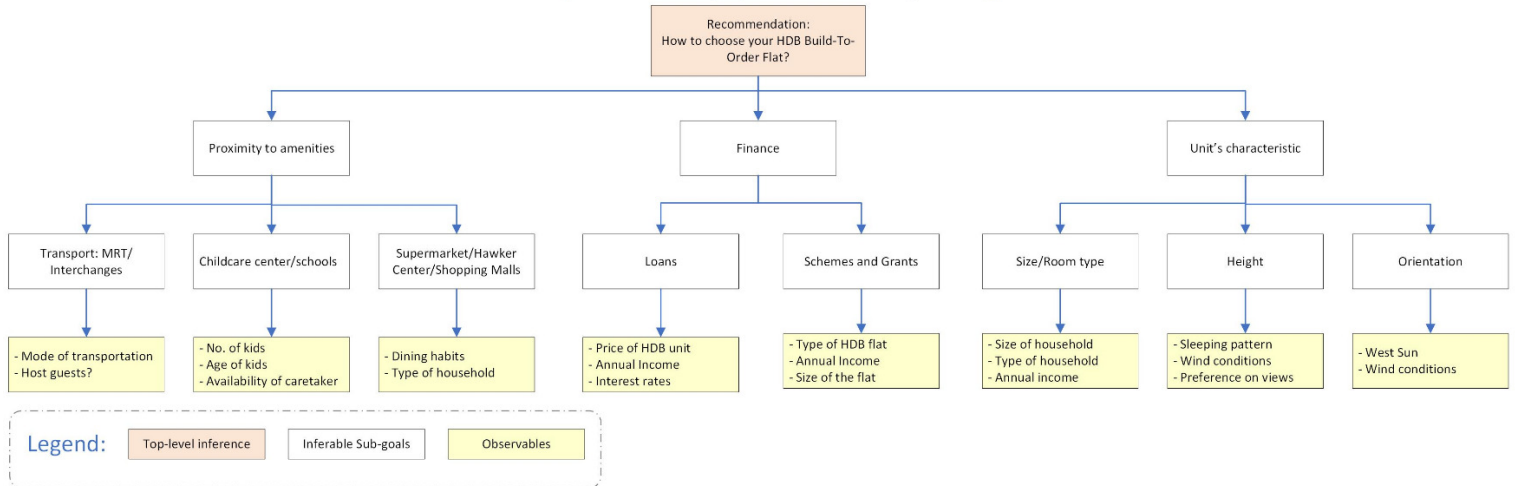 Recommendation:
How to choose your HDB Build-To-
Order Flat?
Proximity to amenities
Finance
Unit's characteristic
Transport: MRT/
Interchanges
Childcare center/schools
Supermarket/Hawker
Center/Shopping Malls
Loans
Schemes and Grants
Size/Room type
Height
Orientation
- Mode of transportation
- Host guests?
- No. of kids
- Age of kids
- Availability of caretaker
- Dining habits
- Type of household
- Price of HDB unit
- Annual Income
- Interest rates
- Type of HDB flat
- Annual Income
- Size of the flat
- Size of household
- Type of household
- Annual income
- Sleeping pattern
- Wind conditions
- Preference on views
- West Sun
- Wind conditions
Legend:
Top-level inference
Inferable Sub-goals
Observables